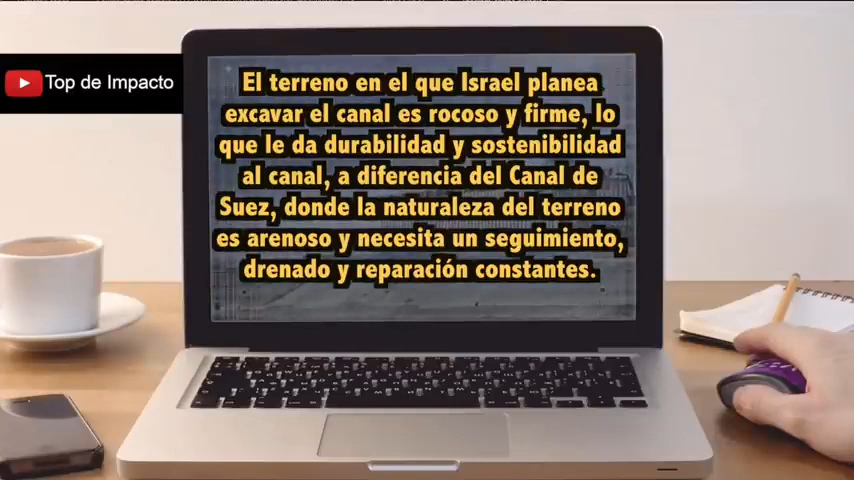 Top de Impacto
El terreno en el que Israel planea
excavar el canal es rocoso y firme, lo
que le da durabilidad y sostenibilidad
al canal, a diferencia del Canal de
Suez, donde la naturaleza del terreno
es arenoso y necesita un seguimiento,
drenado y reparación constantes.